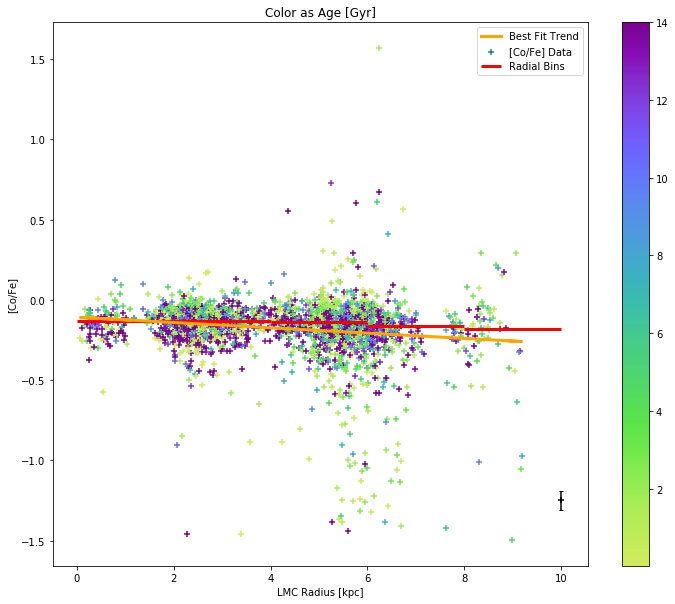 Color as Age [Gyr]
Best Fit Trend
[Co/Fe] Data
Radial Bins
1.5
1.0
0.5
0.0
−0.5
−1.0
−1.5
[Co/Fe]
0 2 4 6 8 10
LMC Radius [kpc]
14
12
10
8
6
4
2